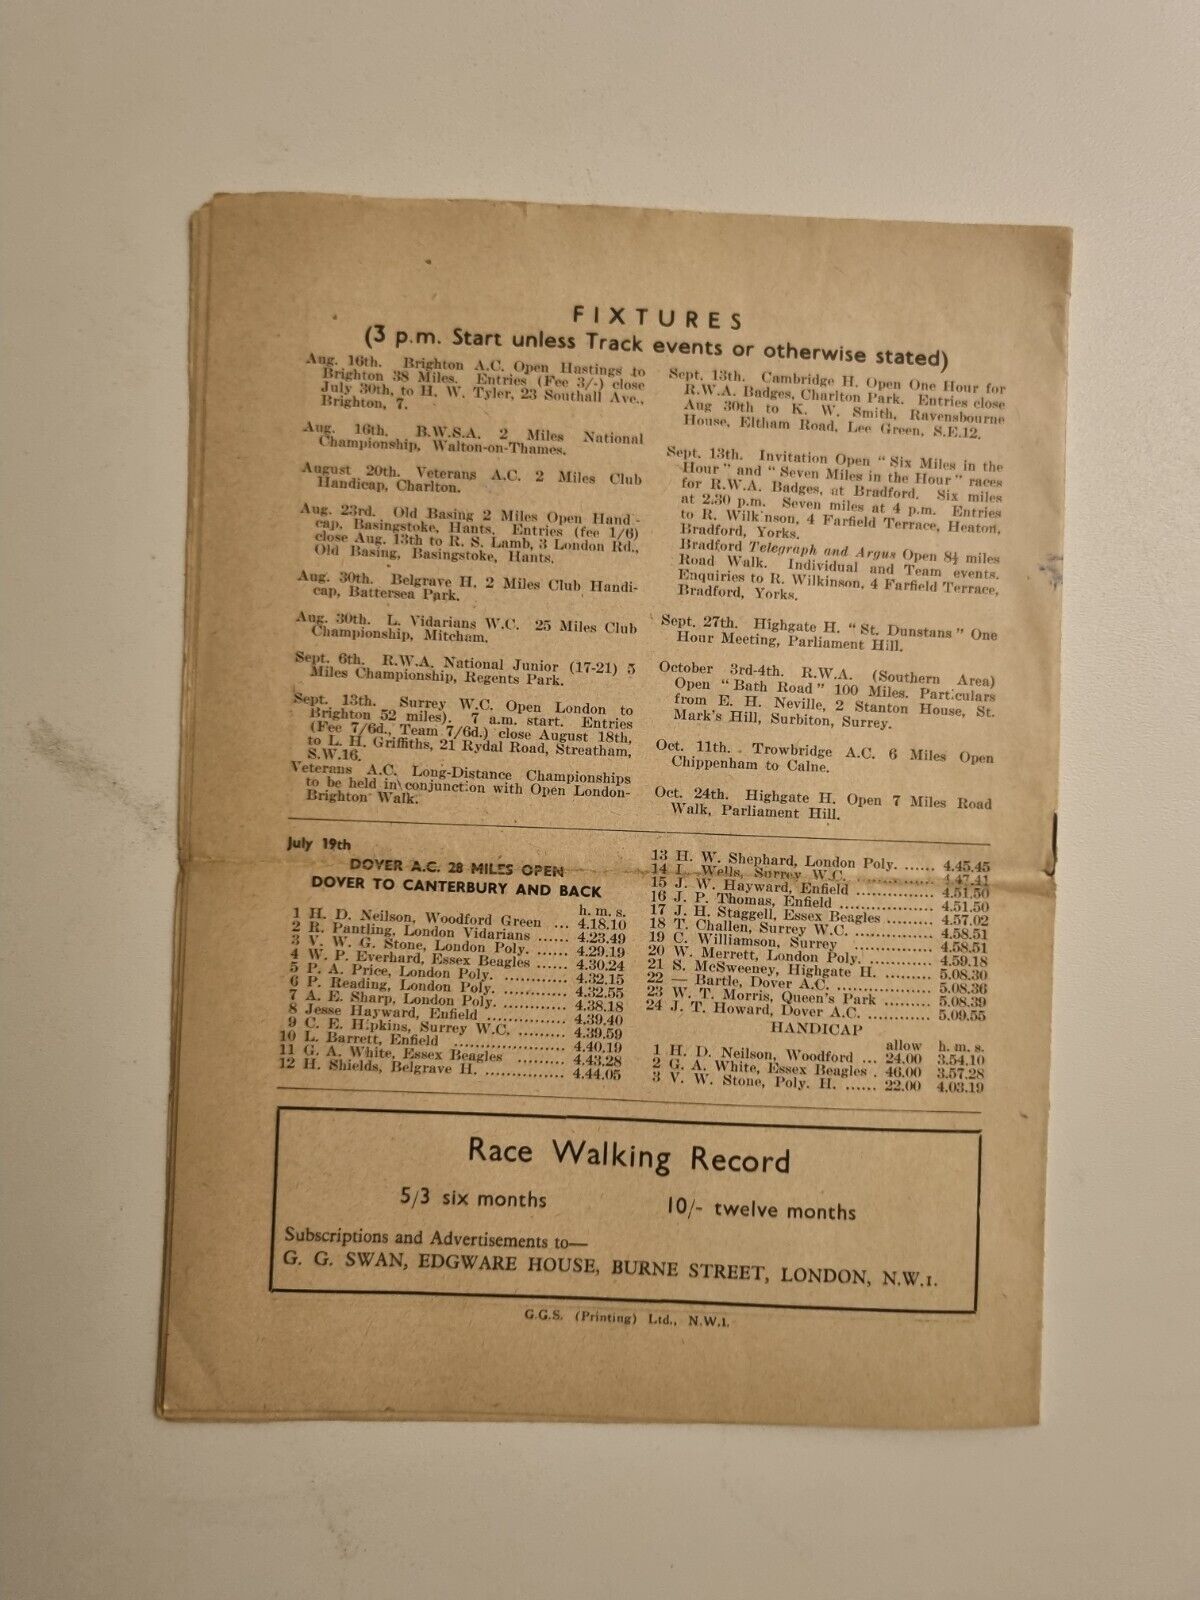 FIXTURES
(3 p.m. Start unless Track events or otherwise stated)
Aug. 16th. Brighton A.C. Open Hastings to
Brighton 38 Miles. Entries (Fee 3/-) close
July 30th, to H. W. Tyler, 23 Southall Ave.,
Brighton, 7.
Aug. 16th. B.W.S.A. 2 Miles National
Championship, Walton-on-Thames.
August 20th. Veterans A.C. 2 Miles Club
Handicap, Charlton.
Aug. 23rd. Old Basing 2 Miles Open Hand-
cap, Basingstoke, Hants. Entries (fee 1/6)
close Aug. 13th to R. S. Lamb, 3 London Rd.,
Old Basing, Basingstoke, Hants.
Aug. 30th. Belgrave H. 2 Miles Club Handi-
cap, Battersea Park.
Aug. 30th. L. Vidarians W.C. 25 Miles Club
Championship, Mitcham.
Sept. 6th. R.W.A. National Junior (17-21) 5
Miles Championship, Regents Park.
Sept. 13th. Surrey W.C. Open London to
Brighton 52 miles). 7 a.m. start. Entries
(Fee 7/6d., Team 7/6d.) close August 18th,
to L. H. Griffiths, 21 Rydal Road, Streatham,
S.W.16.
Veterans A.C. Long-Distance Championships
to be held in conjunction with Open London-
Brighton Walk.
Sept. 13th. Cambridge H. Open One Hour for
R.W.A. Badges, Charlton Park. Entries close
Aug 30th to K. W. Smith, Ravensbourne
House, Eltham Road, Lee Green, S.E.12.
Sept. 13th. Invitation Open "Six Miles in the
Hour" and "Seven Miles in the Hour" races
for R.W.A. Badges, at Bradford. Six miles
at 2.30 p.m. Seven miles at 4 p.m. Entries
to R. Wilkinson, 4 Farfield Terrace, Heaton,
Bradford, Yorks.
Bradford Telegraph and Argus Open 8½ miles
Road Walk. Individual and Team events.
Enquiries to R. Wilkinson, 4 Farfield Terrace,
Bradford, Yorks.
Sept. 27th. Highgate H. "St. Dunstans" One
Hour Meeting, Parliament Hill.
October 3rd-4th. R.W.A. (Southern Area)
Open "Bath Road" 100 Miles. Particulars
from E. H. Neville, 2 Stanton House, St.
Mark's Hill, Surbiton, Surrey.
Oct. 11th. Trowbridge A.C. 6 Miles Open
Chippenham to Calne.
Oct. 24th. Highgate H. Open 7 Miles Road
Walk, Parliament Hill.
July 19th
DOVER A.C. 28 MILES OPEN
DOVER TO CANTERBURY AND BACK
h. m. s.
1 H. D. Neilson, Woodford Green ... 4.18.10
2 R. Pantling, London Vidarians ...... 4.23.49
3 V. W. G. Stone, London Poly. ...... 4.29.19
4 W. P. Everhard, Essex Beagles ...... 4.30.24
5 P. A. Price, London Poly. ............ 4.32.15
6 P. Reading, London Poly. ............ 4.32.55
7 A. E. Sharp, London Poly. ............ 4.38.18
8 Jesse Hayward, Enfield ............... 4.39.40
9 C. E. Hipkins, Surrey W.C. ......... 4.39.59
10 L. Barrett, Enfield .................. 4.40.19
11 G. A. White, Essex Beagles ......... 4.43.28
12 H. Shields, Belgrave H. ............... 4.44.05
13 H. W. Shephard, London Poly. ...... 4.45.45
14 L. Wells, Surrey W.C. ............... 4.47.41
15 J. W. Hayward, Enfield ............... 4.51.50
16 J. P. Thomas, Enfield .................. 4.51.50
17 J. H. Staggell, Essex Beagles ......... 4.57.02
18 T. Challen, Surrey W.C. ............... 4.58.51
19 C. Williamson, Surrey ............... 4.58.51
20 W. Merrett, London Poly. ............ 4.59.18
21 S. McSweeney, Highgate H. ......... 5.08.30
22 — Bartle, Dover A.C. .................. 5.08.36
23 W. T. Morris, Queen's Park ......... 5.08.39
24 J. T. Howard, Dover A.C. ............ 5.09.55
HANDICAP
allow h. m. s.
1 H. D. Neilson, Woodford ... 24.00 3.54.10
2 G. A. White, Essex Beagles . 46.00 3.57.28
3 V. W. Stone, Poly. H. ...... 22.00 4.03.19
Race Walking Record
5/3 six months 10/- twelve months
Subscriptions and Advertisements to—
G. G. SWAN, EDGWARE HOUSE, BURNE STREET, LONDON, N.W.1.
G.G.S. (Printing) Ltd., N.W.1.